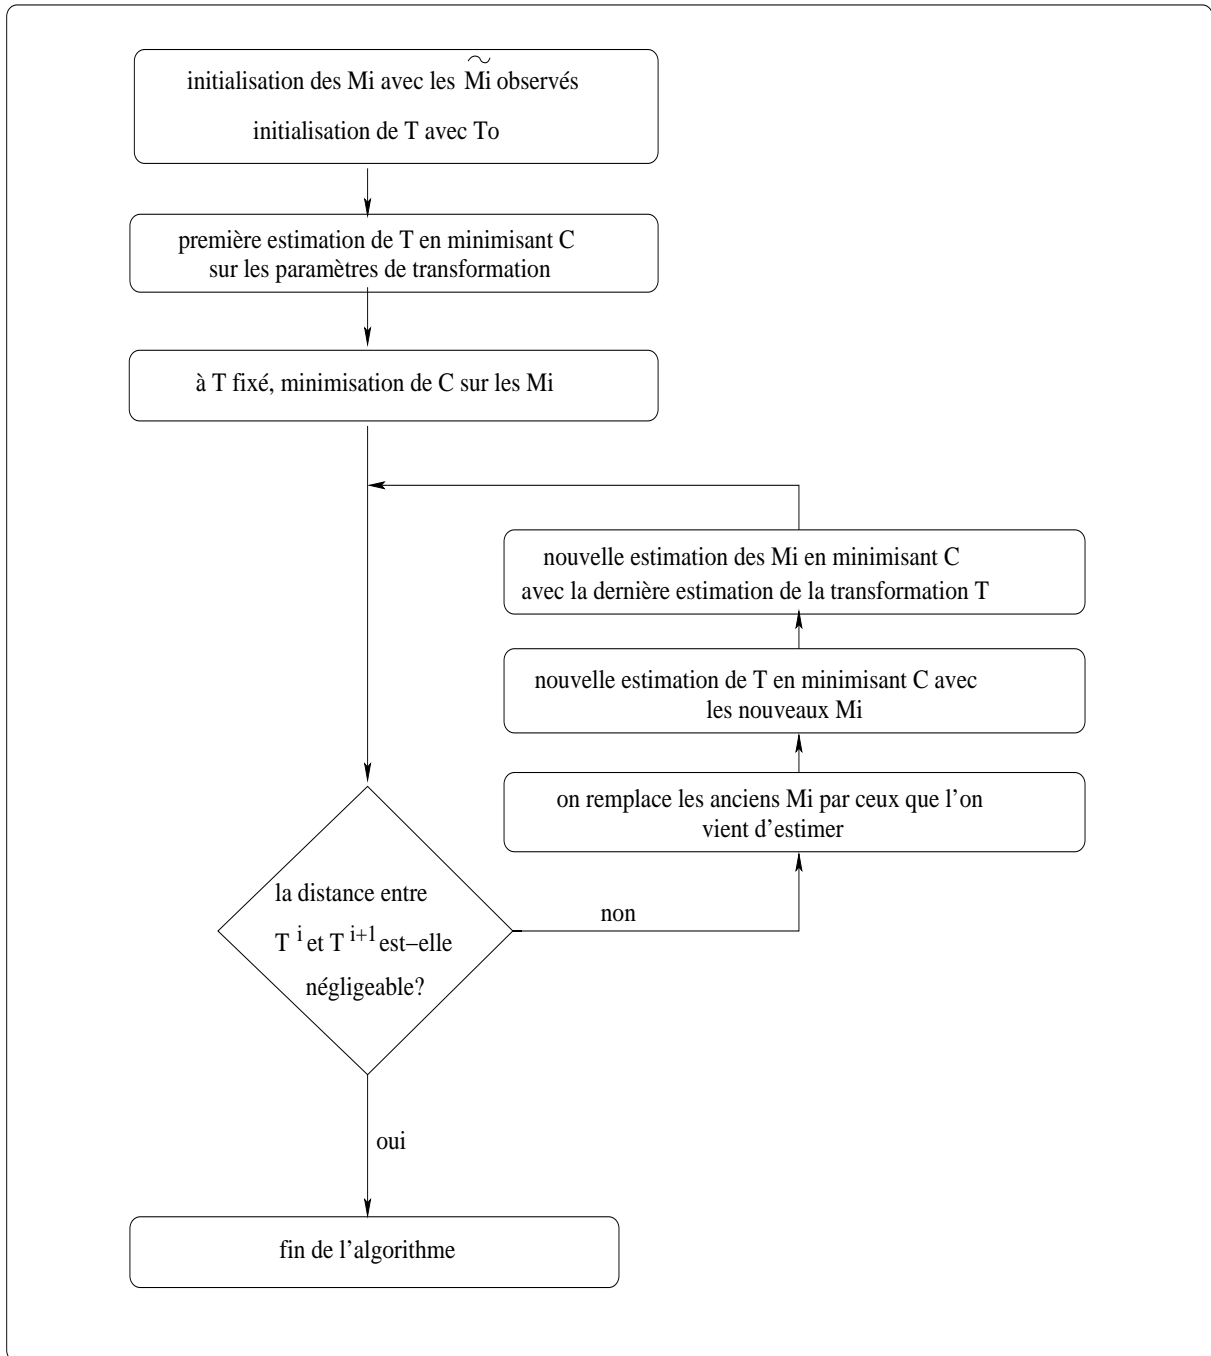 initialisation des Mi avec les M̃i observés
initialisation de T avec To
première estimation de T en minimisant C
sur les paramètres de transformation
à T fixé, minimisation de C sur les Mi
nouvelle estimation des Mi en minimisant C
avec la dernière estimation de la transformation T
nouvelle estimation de T en minimisant C avec
les nouveaux Mi
on remplace les anciens Mi par ceux que l'on
vient d'estimer
la distance entre
T^i et T^i+1 est-elle
négligeable?
non
oui
fin de l'algorithme